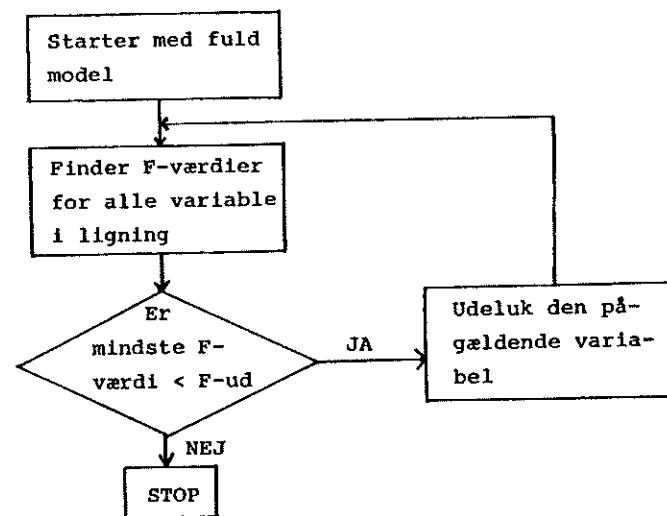 Starter med fuld
model
Finder F-værdier
for alle variable
i ligning
Er
mindste F-
værdi < F-ud
JA
Udeluk den på-
gældende varia-
bel
NEJ
STOP